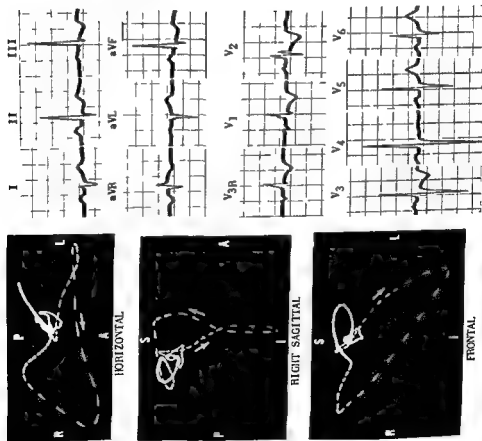 P
R L
A
HORIZONTAL
S
P A
I
RIGHT SAGITTAL
S
R L
I
FRONTAL
I II III
aVR aVL aVF
V3R V1 V2
V3 V4 V5 V6